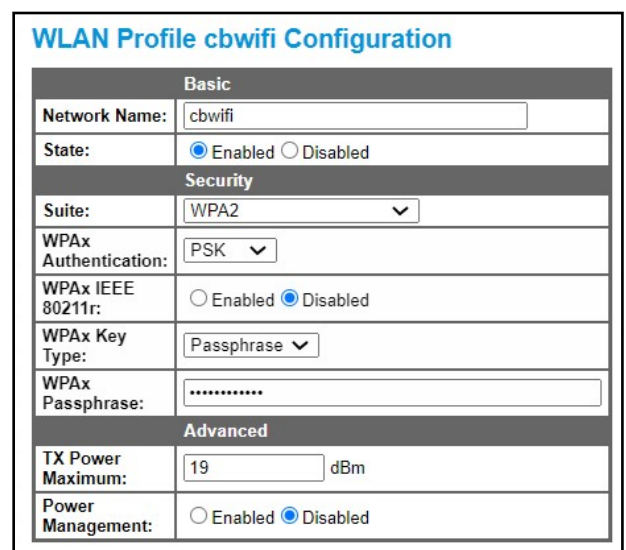 WLAN Profile cbwifi Configuration
Basic
Network Name: cbwifi
State: Enabled Disabled
Security
Suite: WPA2
WPAx
Authentication: PSK
WPAx IEEE
80211r: Enabled Disabled
WPAx Key
Type: Passphrase
WPAx
Passphrase: ••••••••••••
Advanced
TX Power
Maximum: 19 dBm
Power
Management: Enabled Disabled